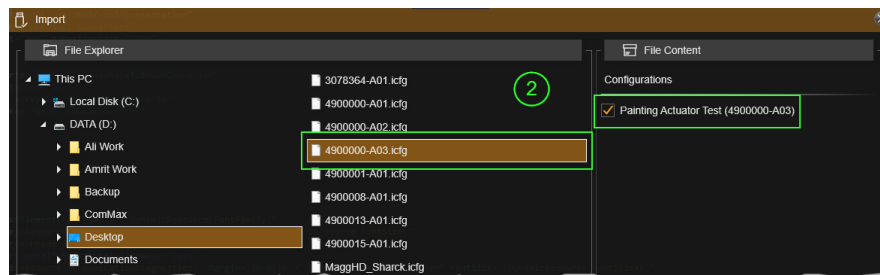 Import
File Explorer
This PC
Local Disk (C:)
DATA (D:)
Ali Work
Amrit Work
Backup
ComMax
Desktop
Documents
3078364-A01.icfg
4900000-A01.icfg
4900000-A02.icfg
4900000-A03.icfg
4900001-A01.icfg
4900008-A01.icfg
4900013-A01.icfg
4900015-A01.icfg
MaggHD_Sharck.icfg
2
File Content
Configurations
Painting Actuator Test (4900000-A03)